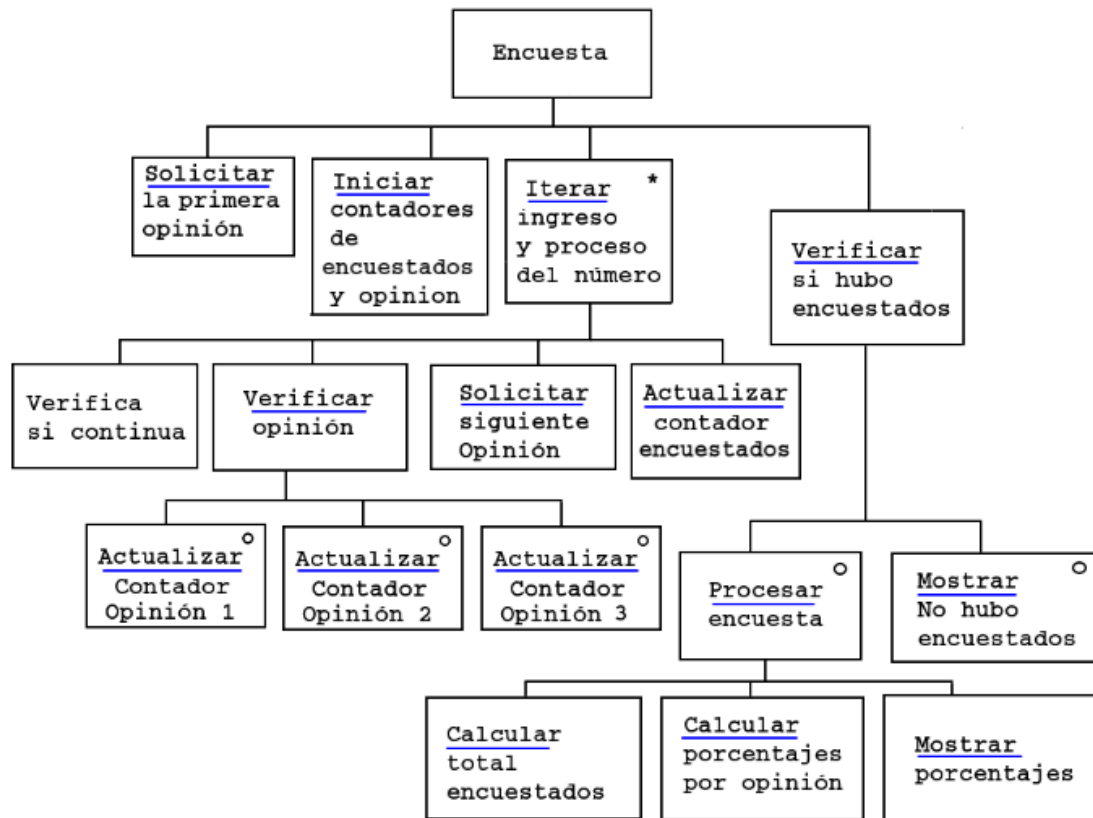 Encuesta
Solicitar
la primera
opinión
Iniciar
contadores
de
encuestados
y opinion
Iterar *
ingreso
y proceso
del número
Verificar
si hubo
encuestados
Verifica
si continua
Verificar
opinión
Solicitar
siguiente
Opinión
Actualizar
contador
encuestados
Actualizar
Contador
Opinión 1
Actualizar
Contador
Opinión 2
Actualizar
Contador
Opinión 3
Procesar
encuesta
Mostrar
No hubo
encuestados
Calcular
total
encuestados
Calcular
porcentajes
por opinión
Mostrar
porcentajes